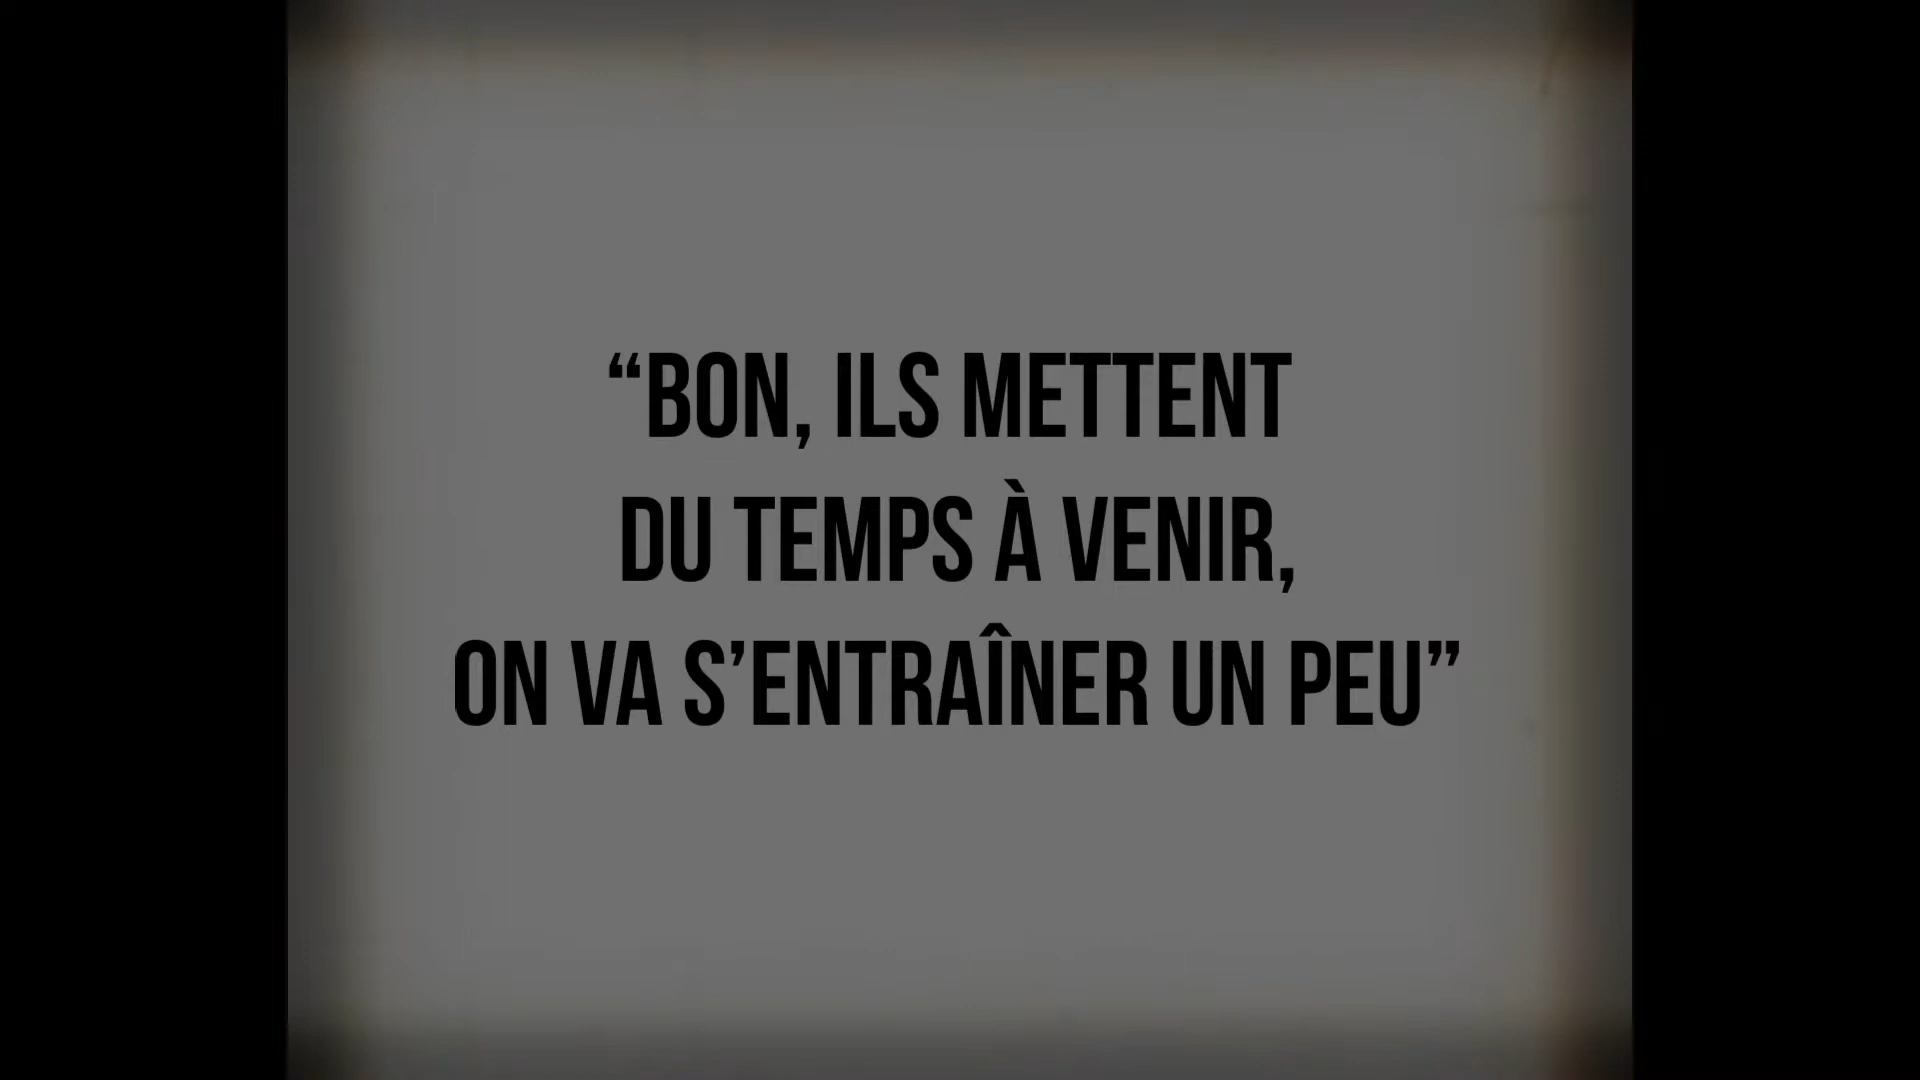 “BON, ILS METTENT
DU TEMPS À VENIR,
ON VA S’ENTRAÎNER UN PEU”